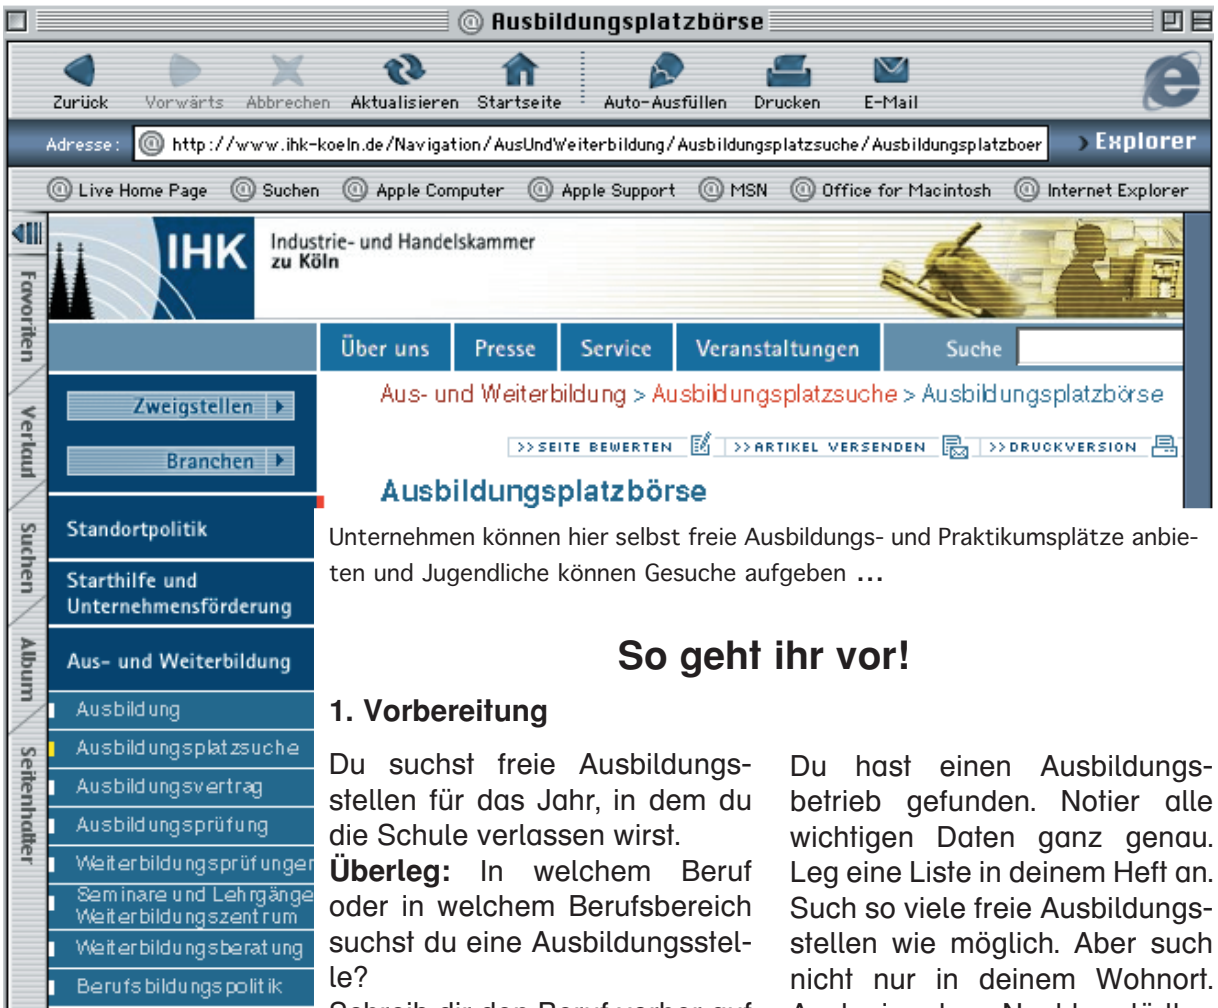 Ausbildungsplatzbörse
Zurück Vorwärts Abbrechen Aktualisieren Startseite Auto-Ausfüllen Drucken E-Mail
Adresse: http://www.ihk-koeln.de/Navigation/AusUndWeiterbildung/Ausbildungsplatzsuche/Ausbildungsplatzboer Explorer
Live Home Page Suchen Apple Computer Apple Support MSN Office for Macintosh Internet Explorer
Favoriten
Verlauf
Suchen
Album
Seitenhalter
IHK Industrie- und Handelskammer
zu Köln
Über uns Presse Service Veranstaltungen Suche
Zweigstellen
Branchen
Standortpolitik
Starthilfe und
Unternehmensförderung
Aus- und Weiterbildung
Ausbildung
Ausbildungsplatzsuche
Ausbildungsvertrag
Ausbildungsprüfung
Weiterbildungsprüfungen
Seminare und Lehrgänge
Weiterbildungszentrum
Weiterbildungsberatung
Berufsbildungspolitik
Aus- und Weiterbildung > Ausbildungsplatzsuche > Ausbildungsplatzbörse
>>SEITE BEWERTEN >>ARTIKEL VERSENDEN >>DRUCKVERSION
Ausbildungsplatzbörse
Unternehmen können hier selbst freie Ausbildungs- und Praktikumsplätze anbie-
ten und Jugendliche können Gesuche aufgeben ...
So geht ihr vor!
1. Vorbereitung
Du suchst freie Ausbildungs-
stellen für das Jahr, in dem du
die Schule verlassen wirst.
Überleg: In welchem Beruf
oder in welchem Berufsbereich
suchst du eine Ausbildungsstel-
le?
Schreib dir den Beruf vorher auf
Du hast einen Ausbildungs-
betrieb gefunden. Notier alle
wichtigen Daten ganz genau.
Leg eine Liste in deinem Heft an.
Such so viele freie Ausbildungs-
stellen wie möglich. Aber such
nicht nur in deinem Wohnort.